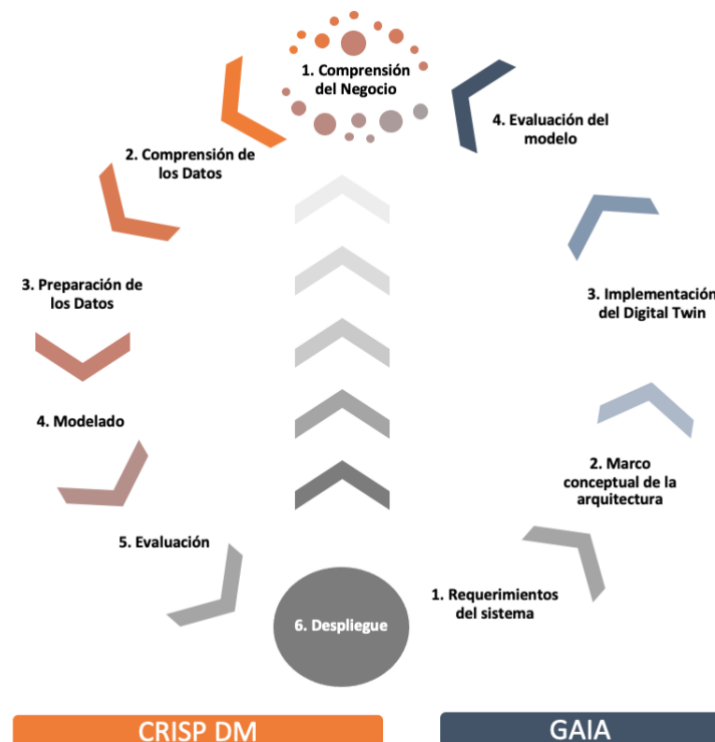 1. Comprensión
del Negocio
2. Comprensión de
los Datos
3. Preparación de
los Datos
4. Modelado
5. Evaluación
6. Despliegue
1. Requerimientos
del sistema
2. Marco
conceptual de la
arquitectura
3. Implementación
del Digital Twin
4. Evaluación del
modelo
CRISP DM
GAIA